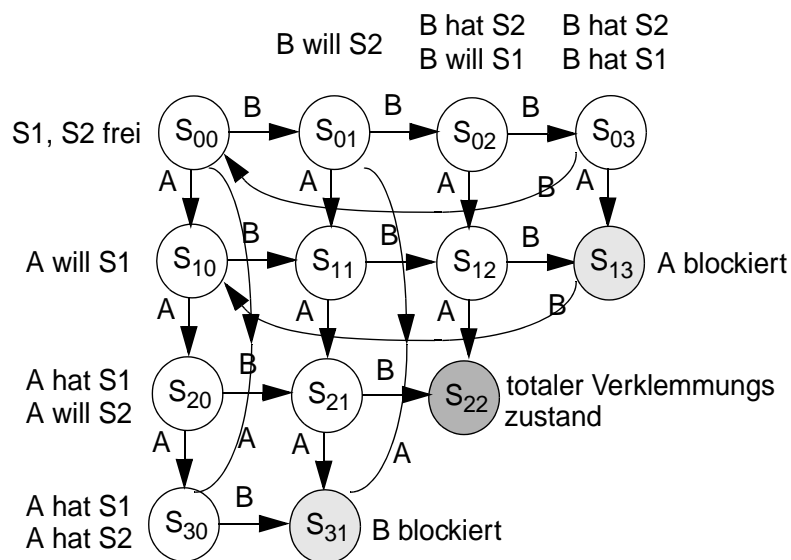 B will S2
B hat S2
B will S1
B hat S2
B hat S1
S1, S2 frei
S00
B
S01
B
S02
B
S03
A
A
A
B
A
A will S1
S10
B
S11
B
S12
B
S13
A blockiert
A
A
A
B
A hat S1
A will S2
S20
B
S21
B
S22
totaler Verklemmungs
zustand
A
A
A
A
A hat S1
A hat S2
S30
B
S31
B blockiert